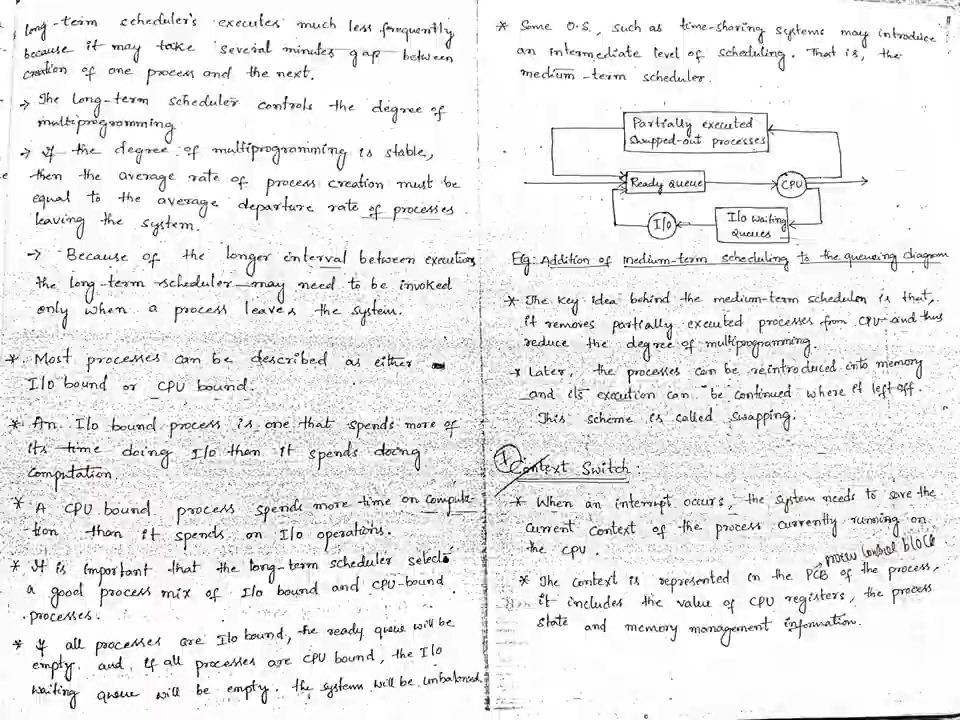 long-term scheduler's executes much less frequently
because it may take several minutes gap between
creation of one process and the next.
→ The long-term scheduler controls the degree of
multiprogramming
→ If the degree of multiprogramming is stable,
then the average rate of process creation must be
equal to the average departure rate of processes
leaving the system.
→ Because of the longer interval between executions
the long-term scheduler may need to be invoked
only when a process leaves the system.
* Most processes can be described as either
I/o bound or CPU bound.
* An I/o bound process is one that spends more of
its time doing I/o than it spends doing
computation.
* A CPU bound process spends more time on computa-
tion than it spends on I/o operations.
* It is important that the long-term scheduler selects
a good process mix of I/o bound and CPU-bound
processes.
* If all processes are I/o bound, the ready queue will be
empty. and if all processes are CPU bound, the I/o
waiting queue will be empty. the system will be unbalanced.
* Some O.S., such as time-sharing systems may introduce
an intermediate level of scheduling. That is, the
medium-term scheduler.
Partially executed
swapped-out processes
Ready Queue
CPU
I/o
I/o waiting
queues
Fg: Addition of medium-term scheduling to the queueing diagram
* The key idea behind the medium-term scheduler is that,
it removes partially executed processes from CPU and thus
reduce the degree of multiprogramming.
* Later, the processes can be reintroduced into memory
and its execution can be continued where it left off.
This scheme is called swapping.
① Context Switch:
* When an interrupt occurs, the system needs to save the
current context of the process currently running on
the CPU.
process control block
* The context is represented in the PCB of the process,
it includes the value of CPU registers, the process
state and memory management information.